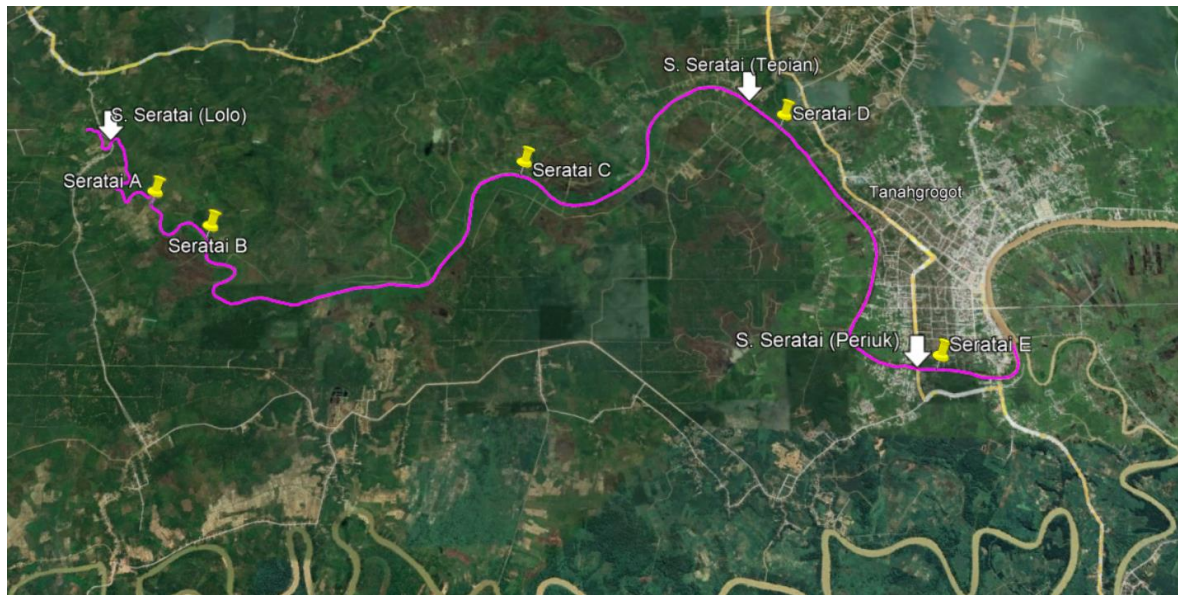 S. Seratai (Tepian)
S. Seratai (Lolo)
Seratai D
Seratai C
Seratai A
Tanahgrogot
Seratai B
S. Seratai (Periuk)
Seratai E